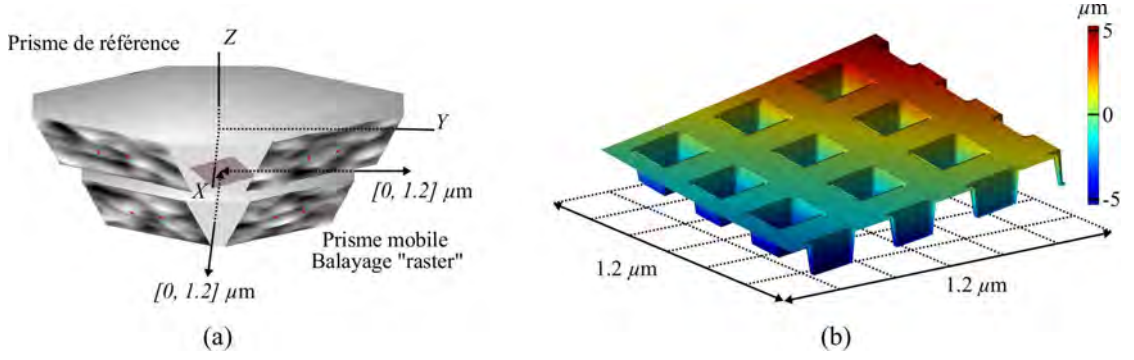 Prisme de référence
Z
Y
X
[0, 1.2] µm
Prisme mobile
Balayage "raster"
[0, 1.2] µm
(a)
µm
5
0
-5
1.2 µm
1.2 µm
(b)